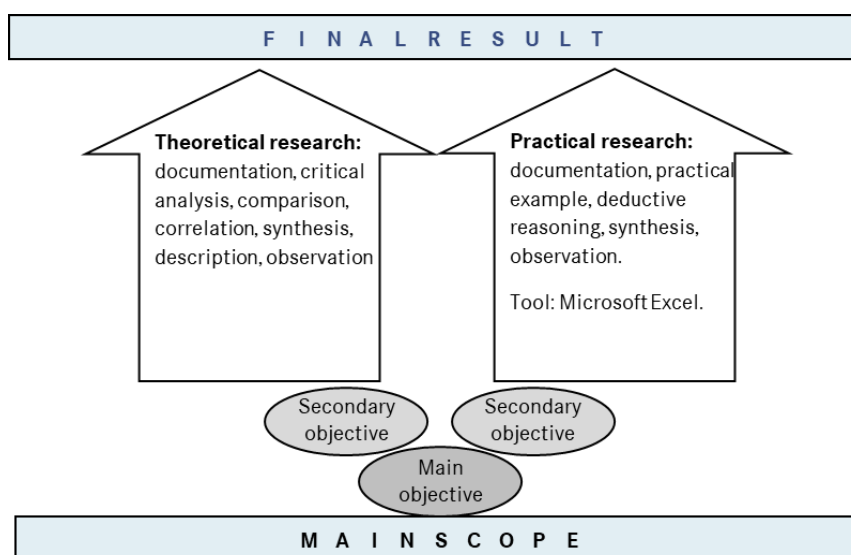 F I N A L R E S U L T
Theoretical research:
documentation, critical
analysis, comparison,
correlation, synthesis,
description, observation
Practical research:
documentation, practical
example, deductive
reasoning, synthesis,
observation.
Tool: Microsoft Excel.
Secondary
objective
Secondary
objective
Main
objective
M A I N S C O P E